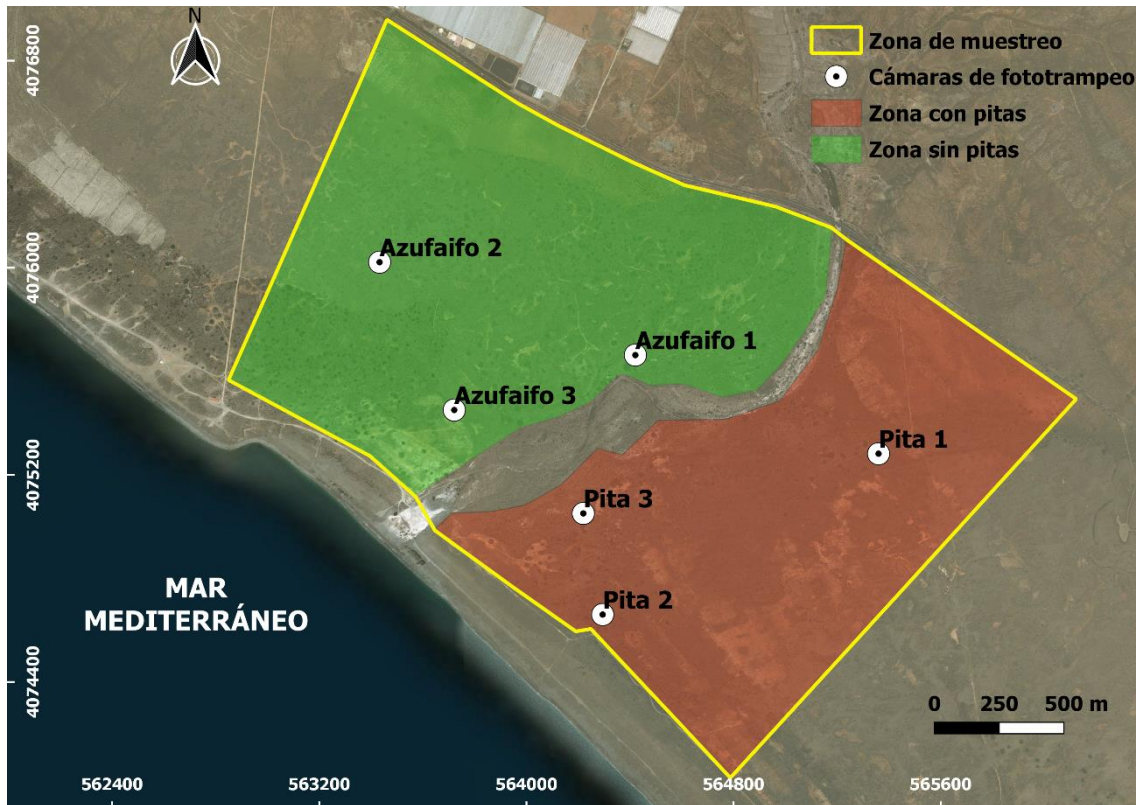 N
Zona de muestreo
Cámaras de fototrampeo
Zona con pitas
Zona sin pitas
4076800
4076000
4075200
4074400
Azufaifo 2
Azufaifo 1
Azufaifo 3
Pita 1
Pita 3
Pita 2
MAR
MEDITERRÁNEO
0 250 500 m
562400 563200 564000 564800 565600